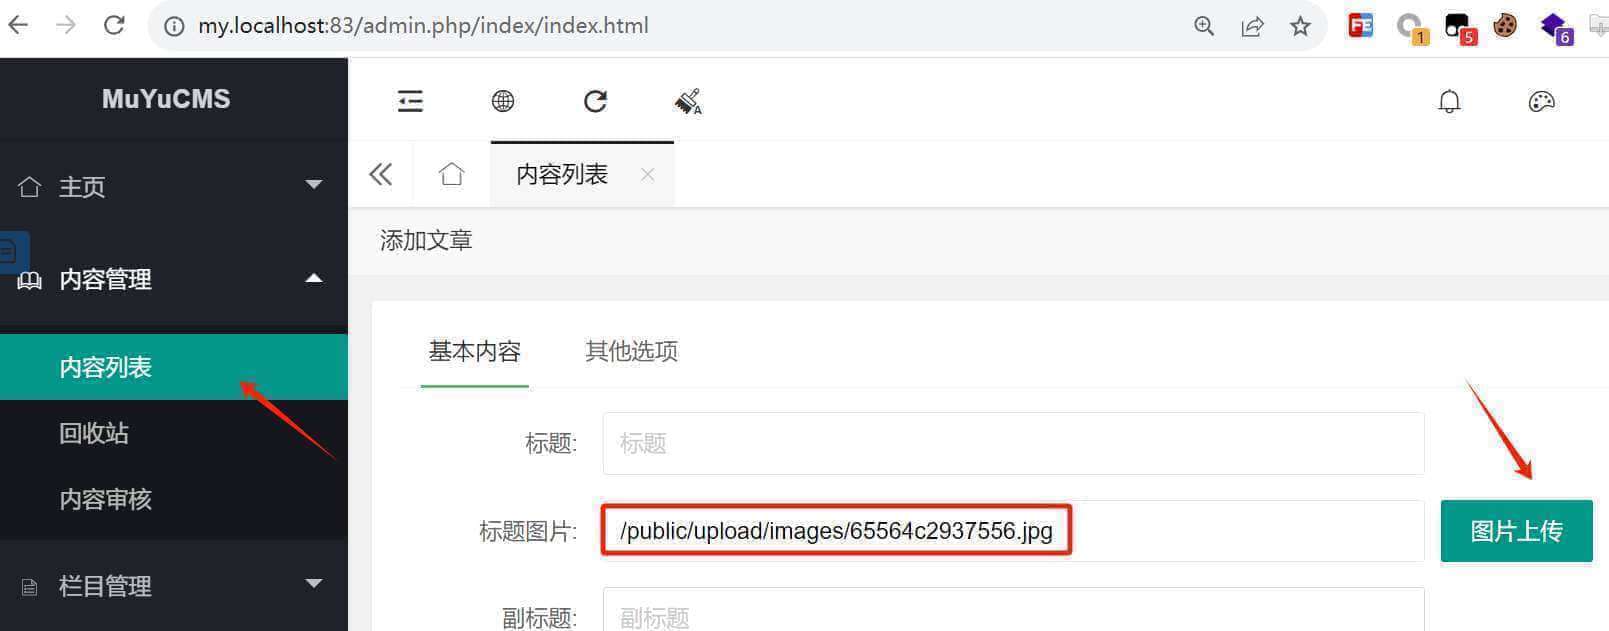 my.localhost:83/admin.php/index/index.html
1
5
6
MuYuCMS
主页
内容管理
内容列表
回收站
内容审核
栏目管理
内容列表
添加文章
基本内容
其他选项
标题:
标题
标题图片:
/public/upload/images/65564c2937556.jpg
图片上传
副标题:
副标题